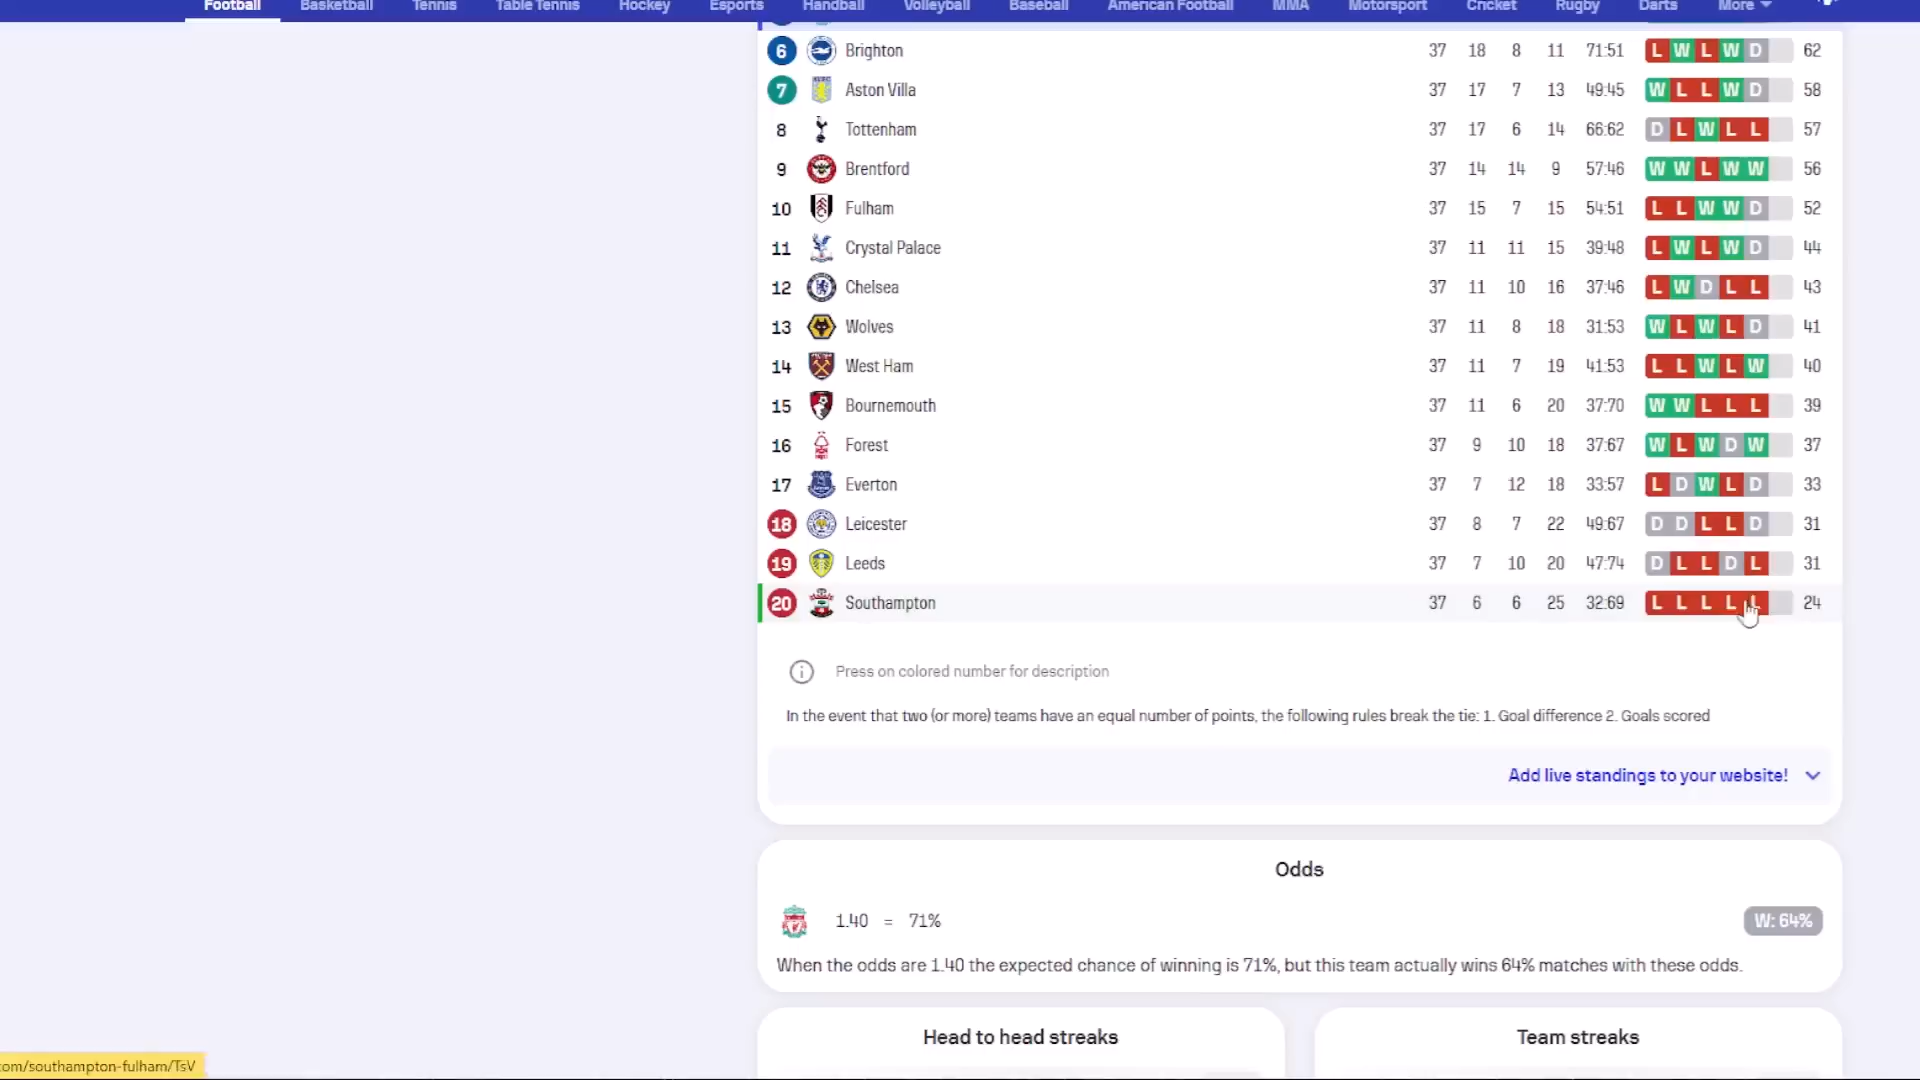 Football Basketball Tennis Table Tennis Hockey Esports Handball Volleyball Baseball American Football MMA Motorsport Cricket Rugby Darts More
6 Brighton 37 18 8 11 71:51 L W L W D 62
7 Aston Villa 37 17 7 13 49:45 W L L W D 58
8 Tottenham 37 17 6 14 66:62 D L W L L 57
9 Brentford 37 14 14 9 57:46 W W L W W 56
10 Fulham 37 15 7 15 54:51 L L W W D 52
11 Crystal Palace 37 11 11 15 39:48 L W L W D 44
12 Chelsea 37 11 10 16 37:46 L W D L L 43
13 Wolves 37 11 8 18 31:53 W L W L D 41
14 West Ham 37 11 7 19 41:53 L L W L W 40
15 Bournemouth 37 11 6 20 37:70 W W L L L 39
16 Forest 37 9 10 18 37:67 W L W D W 37
17 Everton 37 7 12 18 33:57 L D W L D 33
18 Leicester 37 8 7 22 49:67 D D L L D 31
19 Leeds 37 7 10 20 47:74 D L L D L 31
20 Southampton 37 6 6 25 32:69 L L L L L 24
Press on colored number for description
In the event that two (or more) teams have an equal number of points, the following rules break the tie: 1. Goal difference 2. Goals scored
Add live standings to your website!
Odds
1.40 = 71% W: 64%
When the odds are 1.40 the expected chance of winning is 71%, but this team actually wins 64% matches with these odds.
Head to head streaks Team streaks
com/southampton-fulham/TsV